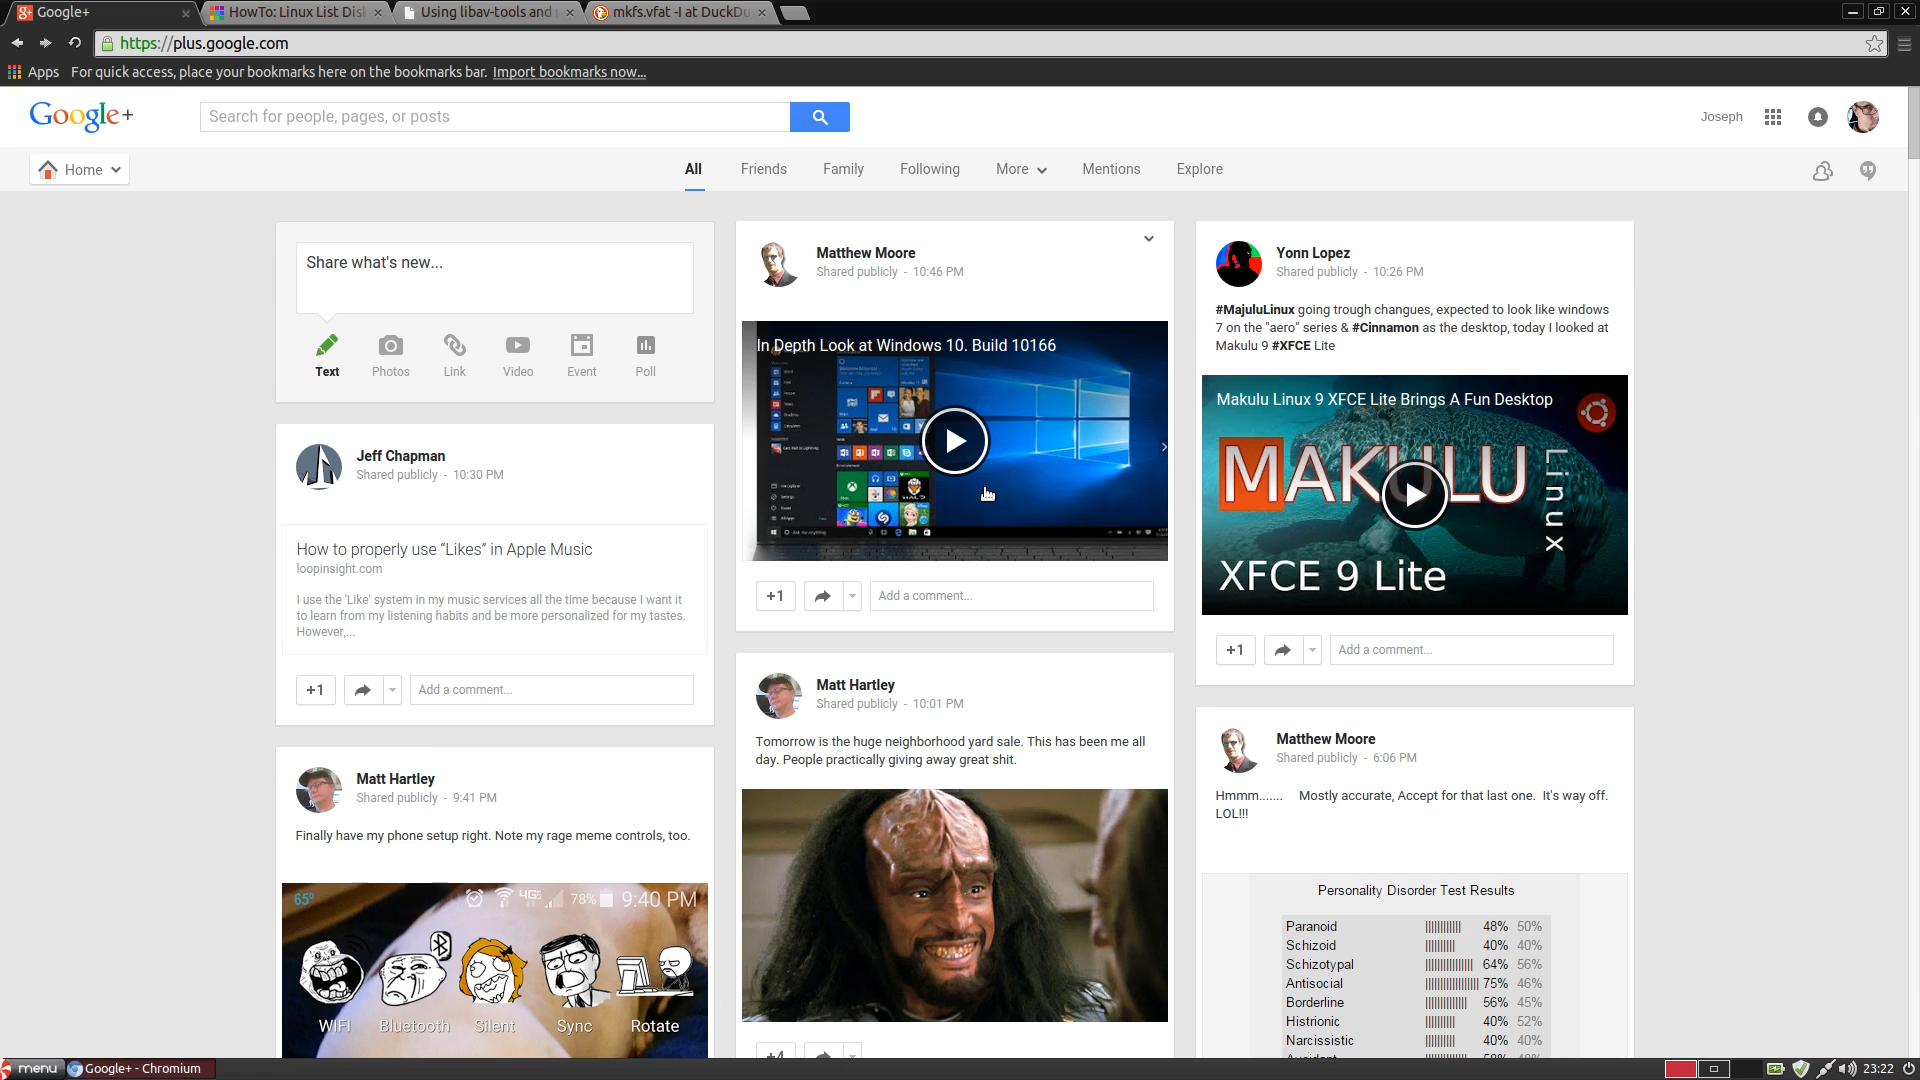 Google+
HowTo: Linux List Dis
Using libav-tools and
mkfs.vfat -I at DuckDu
https://plus.google.com
Apps For quick access, place your bookmarks here on the bookmarks bar. Import bookmarks now...
Google+
Search for people, pages, or posts
Joseph
Home
All Friends Family Following More Mentions Explore
Share what's new...
Text Photos Link Video Event Poll
Jeff Chapman
Shared publicly - 10:30 PM
How to properly use “Likes” in Apple Music
loopinsight.com
I use the 'Like' system in my music services all the time because I want it
to learn from my listening habits and be more personalized for my tastes.
However,...
+1 Add a comment...
Matt Hartley
Shared publicly - 9:41 PM
Finally have my phone setup right. Note my rage meme controls, too.
65° 4G 78% 9:40 PM
WIFI Bluetooth Silent Sync Rotate
Matthew Moore
Shared publicly - 10:46 PM
In Depth Look at Windows 10. Build 10166
+1 Add a comment...
Matt Hartley
Shared publicly - 10:01 PM
Tomorrow is the huge neighborhood yard sale. This has been me all
day. People practically giving away great shit.
+4
Yonn Lopez
Shared publicly - 10:26 PM
#MajuluLinux going trough changues, expected to look like windows
7 on the "aero" series & #Cinnamon as the desktop, today I looked at
Makulu 9 #XFCE Lite
Makulu Linux 9 XFCE Lite Brings A Fun Desktop
MAKULU
Linux
XFCE 9 Lite
+1 Add a comment...
Matthew Moore
Shared publicly - 6:06 PM
Hmmm....... Mostly accurate, Accept for that last one. It's way off.
LOL!!!
Personality Disorder Test Results
Paranoid |||||||||||| 48% 50%
Schizoid |||||||||| 40% 40%
Schizotypal |||||||||||||||| 64% 56%
Antisocial |||||||||||||||||| 75% 46%
Borderline |||||||||||||| 56% 45%
Histrionic |||||||||| 40% 52%
Narcissistic |||||||||| 40% 40%
menu Google+ - Chromium
23:22